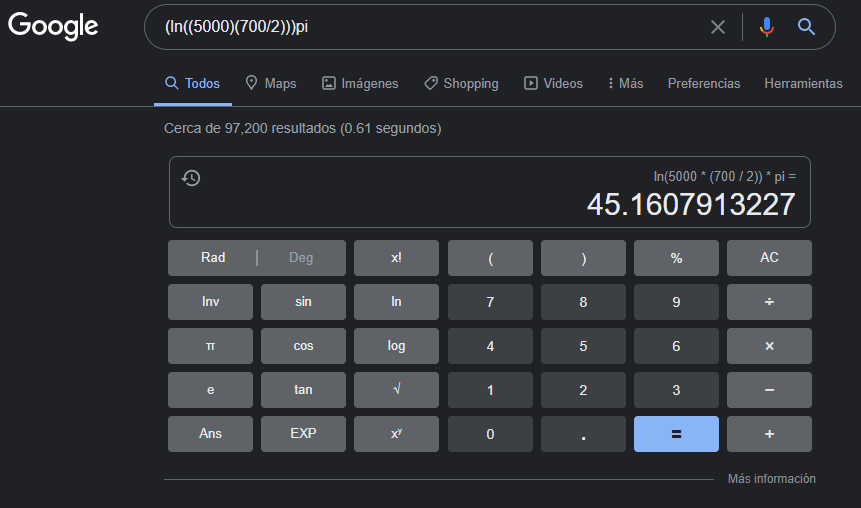 Google
(ln((5000)(700/2)))pi
Todos Maps Imágenes Shopping Videos Más Preferencias Herramientas
Cerca de 97,200 resultados (0.61 segundos)
ln(5000 * (700 / 2)) * pi =
45.1607913227
Rad | Deg x! ( ) % AC
Inv sin ln 7 8 9 ÷
π cos log 4 5 6 ×
e tan √ 1 2 3 −
Ans EXP xʸ 0 . = +
Más información